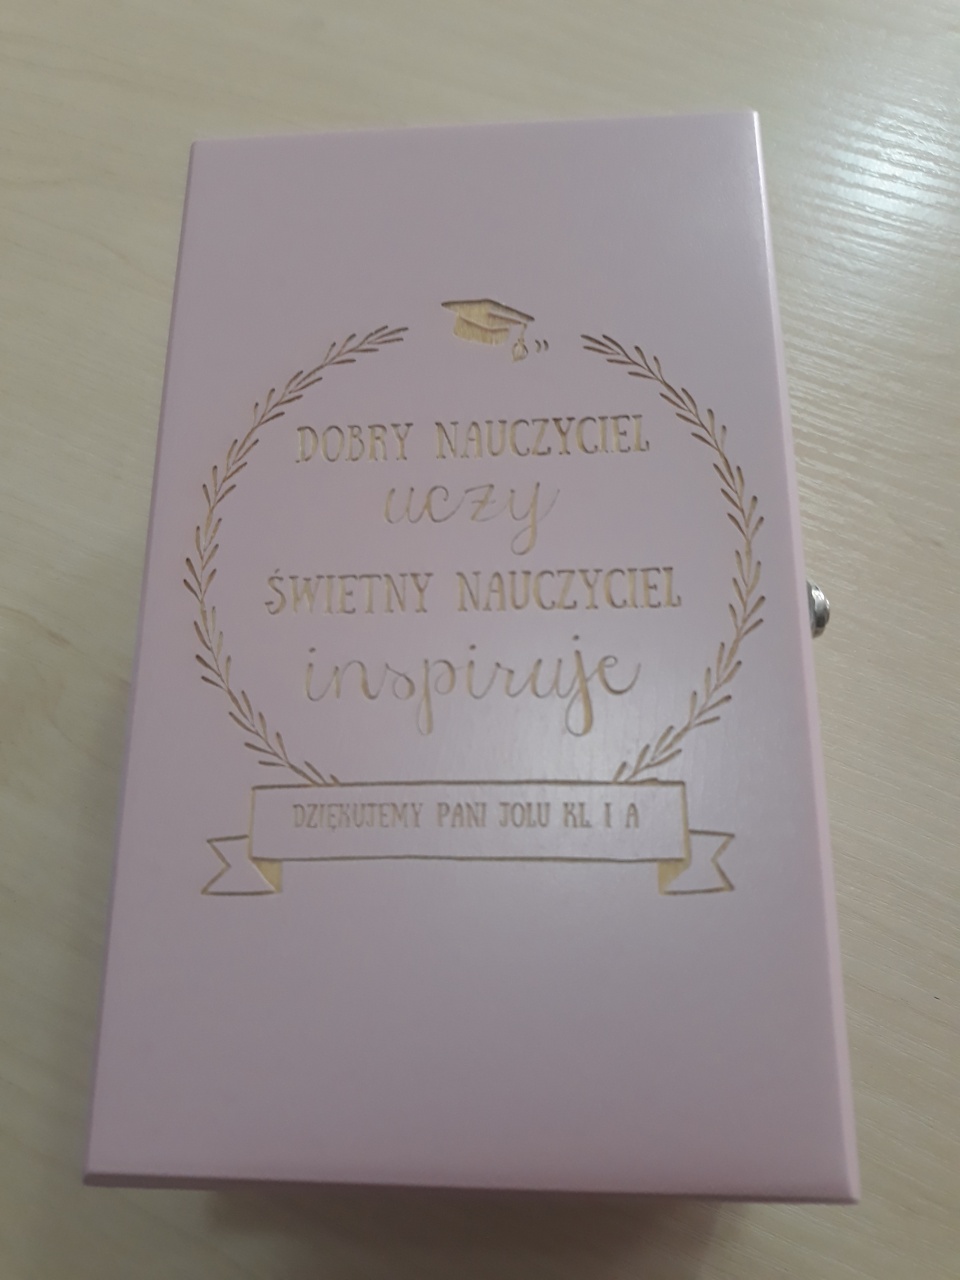 DOBRY NAUCZYCIEL
uczy
ŚWIETNY NAUCZYCIEL
inspiruje
DZIĘKUJEMY PANI JOLU KL I A